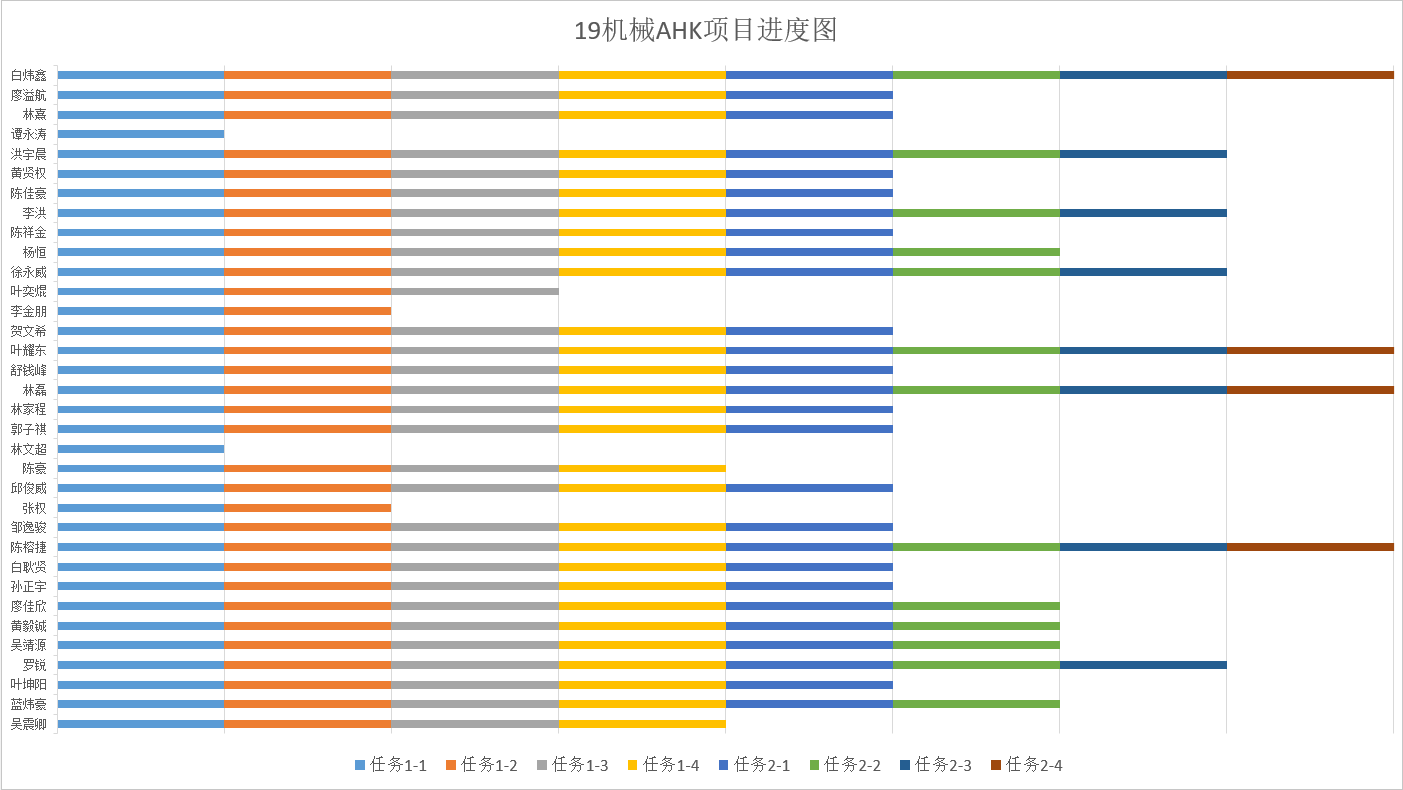 19机械AHK项目进度图
白炜鑫
廖溢航
林熹
谭永涛
洪宇晨
黄贤权
陈佳豪
李洪
陈祥金
杨恒
徐永威
叶奕焜
李金朋
贺文希
叶耀东
舒钱峰
林磊
林家程
郭子祺
林文超
陈豪
邱俊威
张权
邹逸骏
陈榕捷
白耿贤
孙正宇
廖佳欣
黄毅铖
吴靖源
罗锐
叶坤阳
蓝炜豪
吴震卿
任务1-1 任务1-2 任务1-3 任务1-4 任务2-1 任务2-2 任务2-3 任务2-4